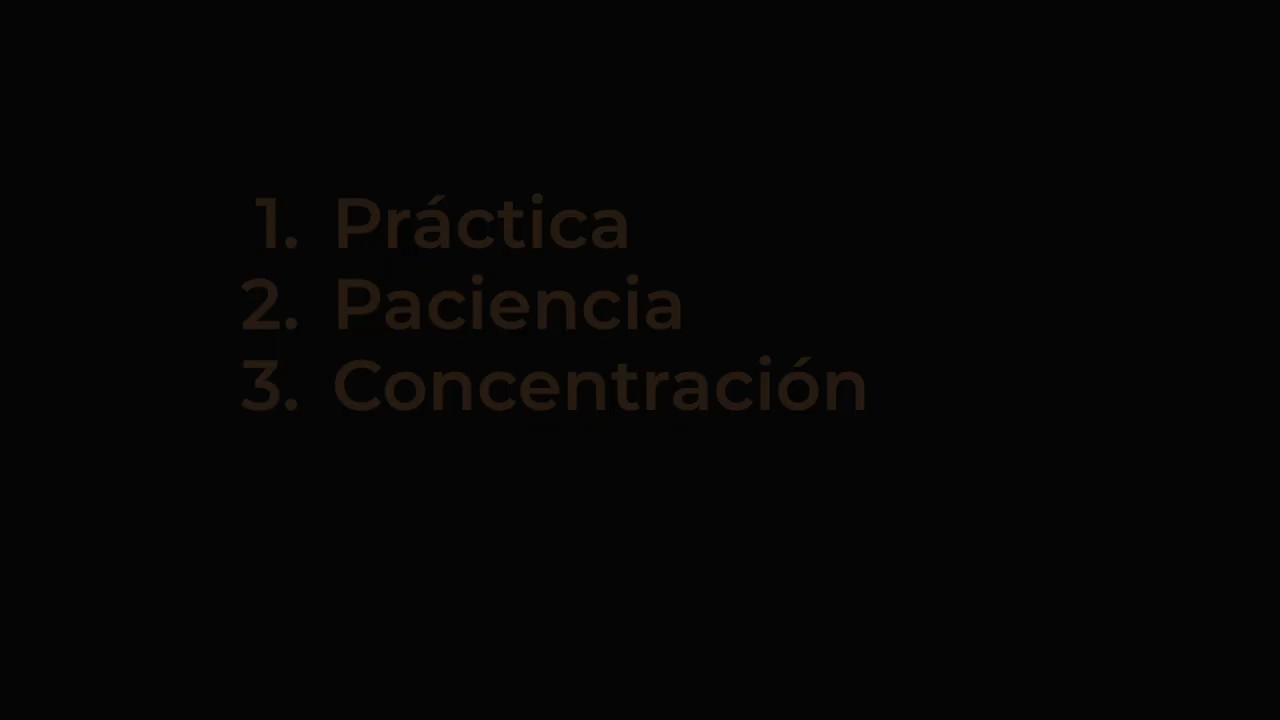 1. Práctica
2. Paciencia
3. Concentración